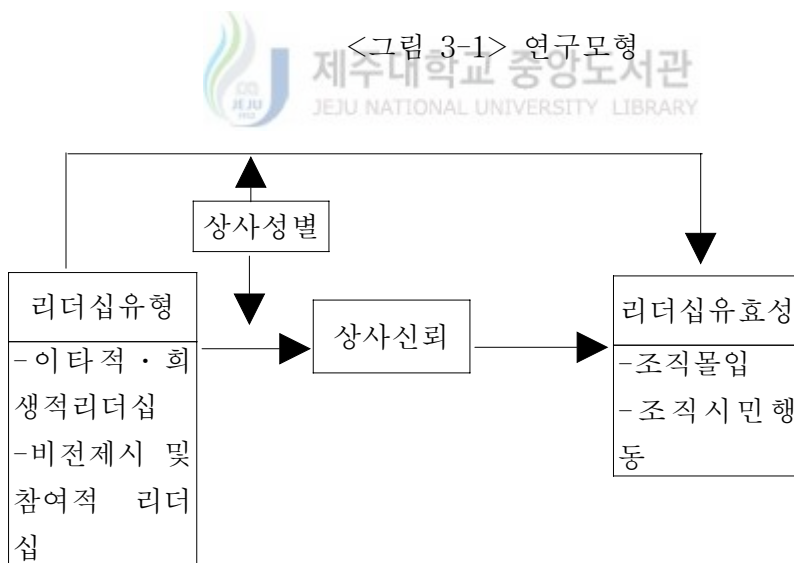 <그림 3-1> 연구모형
제주대학교 중앙도서관
JEJU NATIONAL UNIVERSITY LIBRARY
JEJU
1952
상사성별
리더십유형
-이타적·희
생적리더십
-비전제시 및
참여적 리더
십
상사신뢰
리더십유효성
-조직몰입
-조직시민행
동